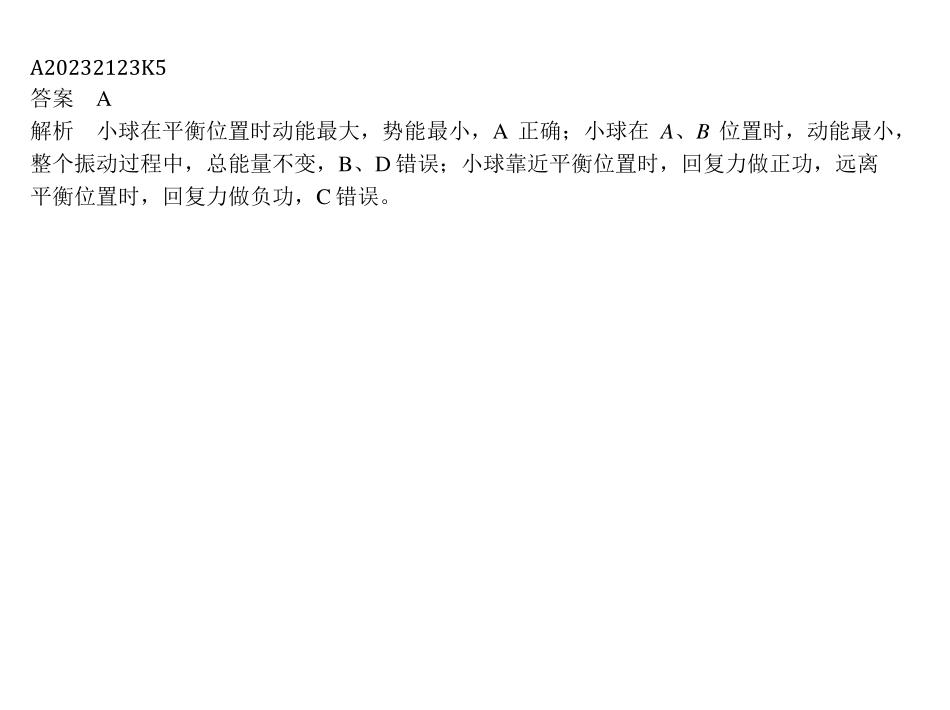 A20232123K5
答案 A
解析 小球在平衡位置时动能最大，势能最小，A 正确；小球在 A、B 位置时，动能最小，
整个振动过程中，总能量不变，B、D 错误；小球靠近平衡位置时，回复力做正功，远离
平衡位置时，回复力做负功，C 错误。